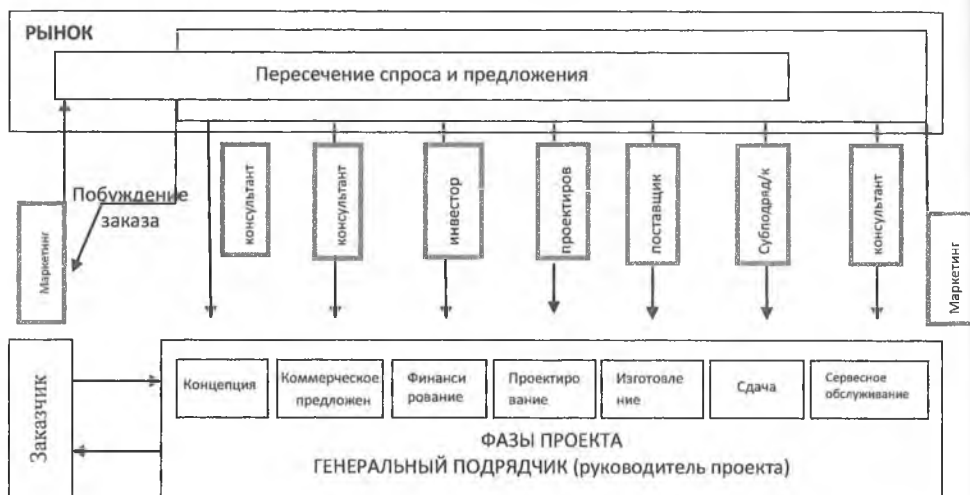 РЫНОК
Пересечение спроса и предложения
Побуждение
заказа
Маркетинг
консультант
консультант
инвестор
проектиров
поставщик
Субподряд/к
консультант
Маркетинг
Заказчик
Концепция
Коммерческое
предложен
Финанси
рование
Проектиро
вание
Изготовле
ние
Сдача
Сервесное
обслуживание
ФАЗЫ ПРОЕКТА
ГЕНЕРАЛЬНЫЙ ПОДРЯДЧИК (руководитель проекта)